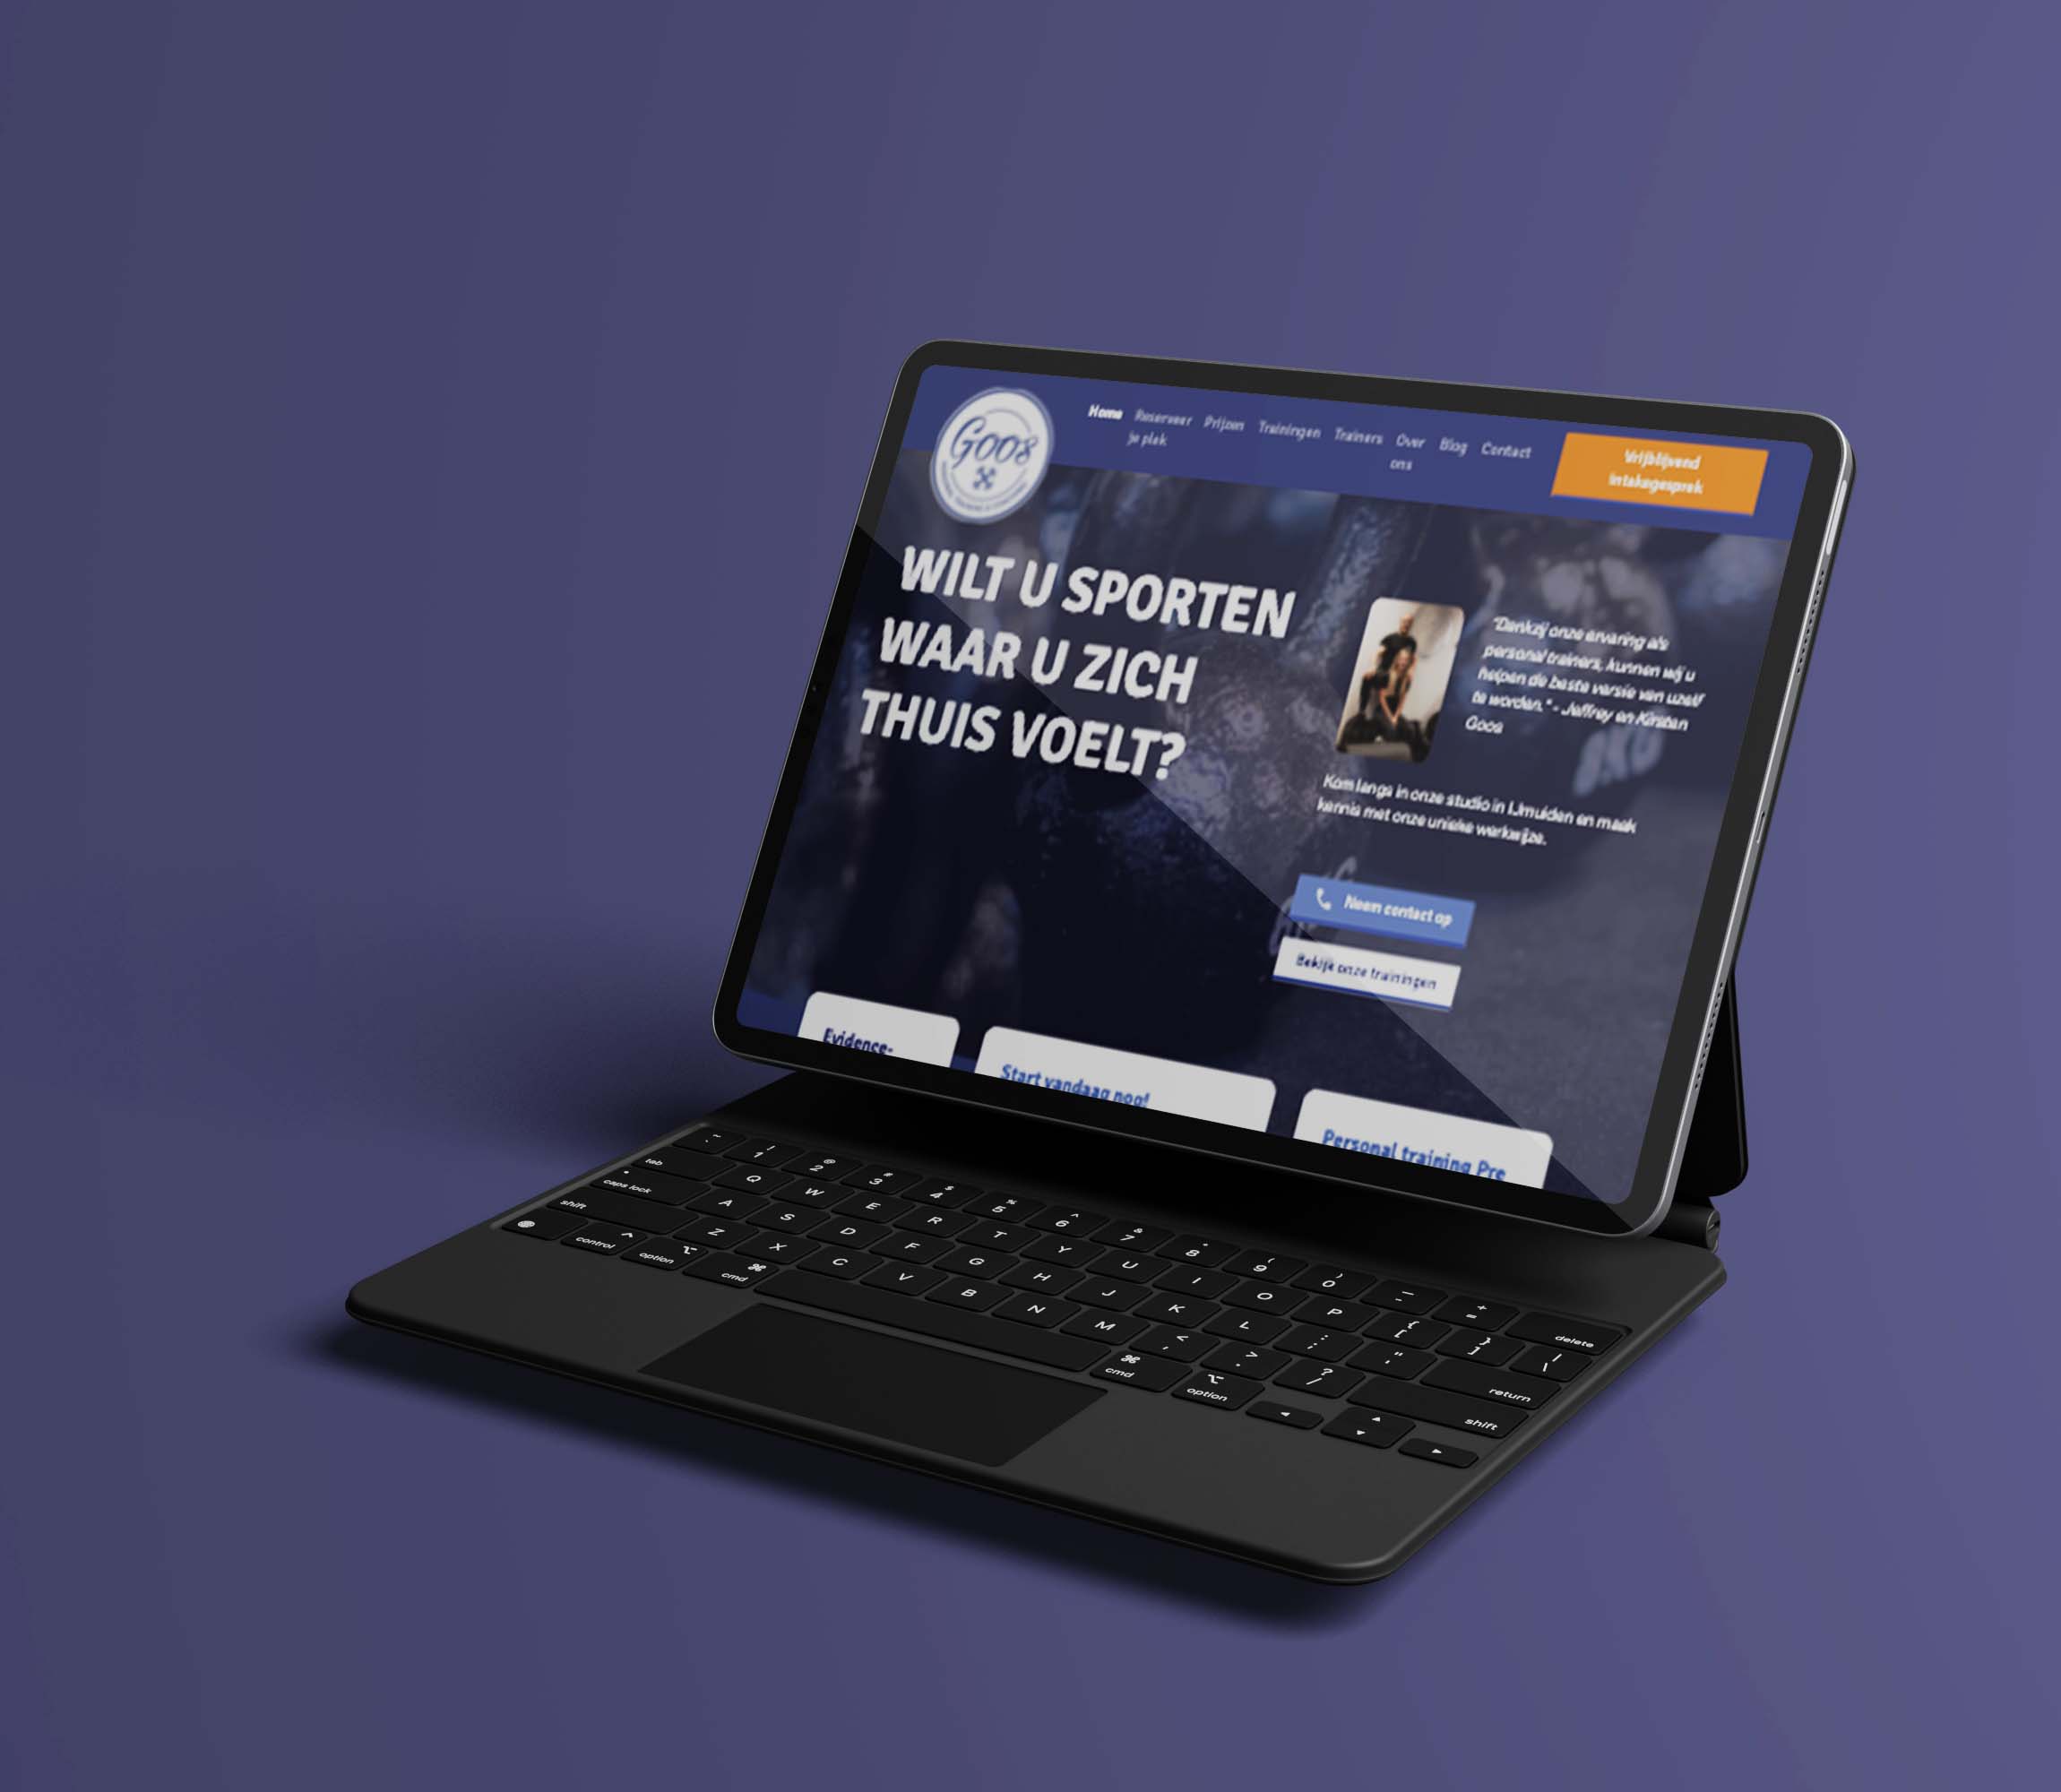 GOOS
Home Reserveer Prijzen Trainingen Trainers Over Blog Contact
je plek
ons
Vrijblijvend
intakegesprek
WILT U SPORTEN
WAAR U ZICH
THUIS VOELT?
"Dankzij onze ervaring als
personal trainers, kunnen wij u
helpen de beste versie van uzelf
te worden." - Jeffrey en Kirsten
Goos
Kom langs in onze studio in IJmuiden en maak
kennis met onze unieke werkwijze.
Neem contact op
Bekijk onze trainingen
Evidence-
Start vandaag nog!
Personal training Pre
~ ! 1 @ 2 # 3 $ 4 % 5 ^ 6 & 7 * 8 ( 9 ) 0 — - + = delete
tab Q W E R T Y U I O P { [ } ] | \
caps lock A S D F G H J K L : ; " ' return
shift Z X C V B N M < , > . ? / shift
control ^ option ⌥ cmd ⌘ ⌘ cmd ⌥ option ◄ ▲ ▼ ►